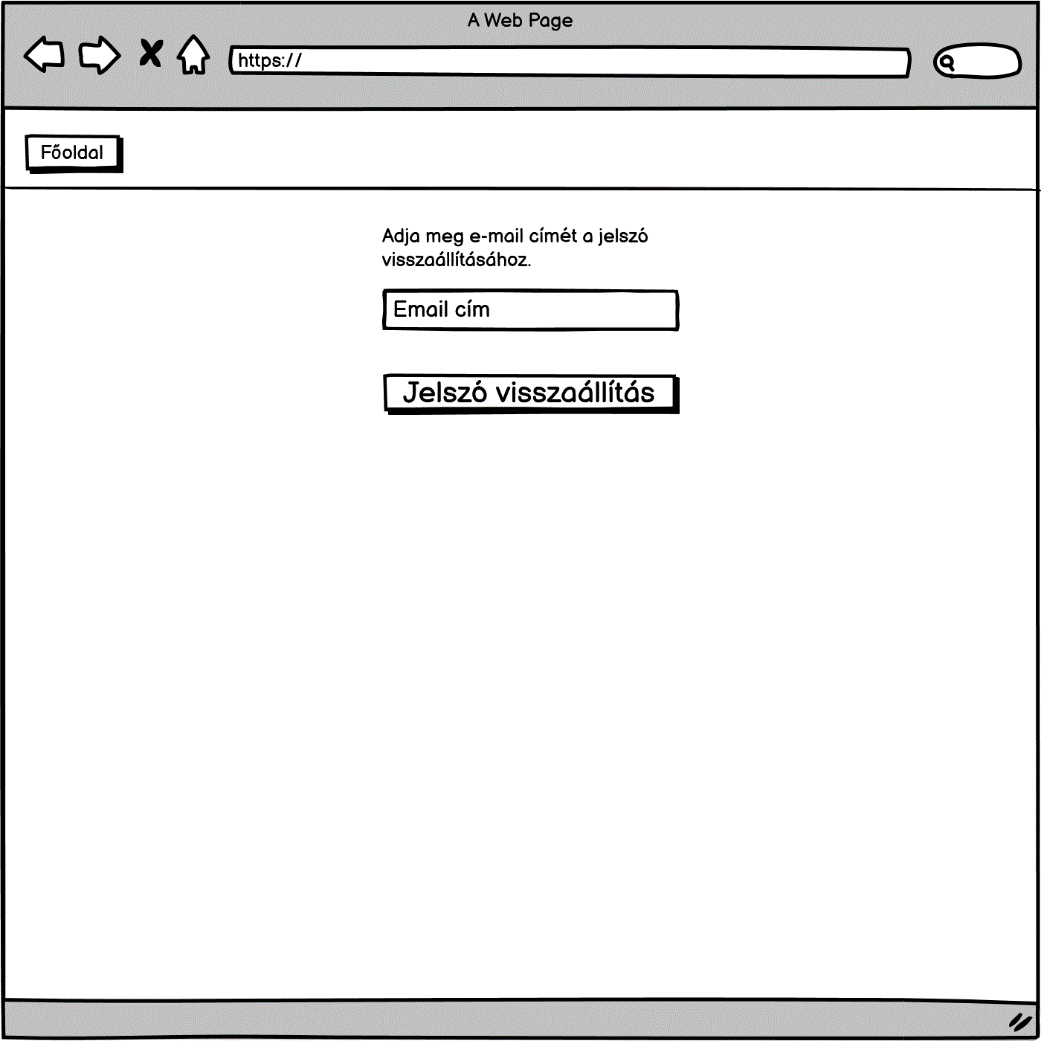 A Web Page
https://
Főoldal
Adja meg e-mail címét a jelszó
visszaállításához.
Email cím
Jelszó visszaállítás